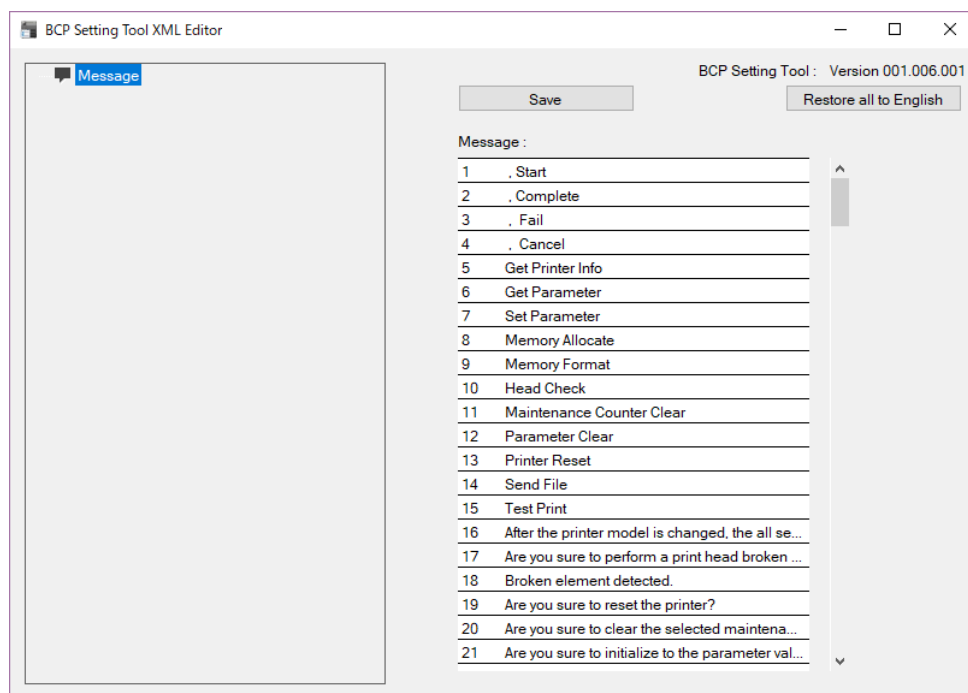 BCP Setting Tool XML Editor
Message
BCP Setting Tool : Version 001.006.001
Save
Restore all to English
Message :
1 , Start
2 , Complete
3 , Fail
4 , Cancel
5 Get Printer Info
6 Get Parameter
7 Set Parameter
8 Memory Allocate
9 Memory Format
10 Head Check
11 Maintenance Counter Clear
12 Parameter Clear
13 Printer Reset
14 Send File
15 Test Print
16 After the printer model is changed, the all se...
17 Are you sure to perform a print head broken ...
18 Broken element detected.
19 Are you sure to reset the printer?
20 Are you sure to clear the selected maintena...
21 Are you sure to initialize to the parameter val...